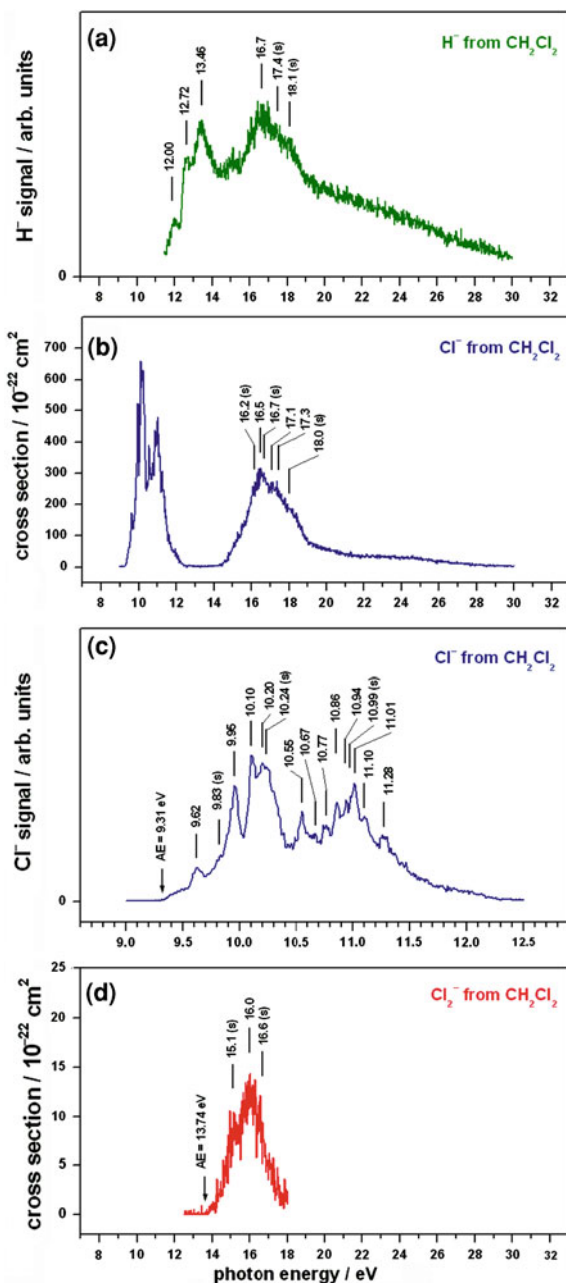 (a)
H⁻ from CH₂Cl₂
H⁻ signal / arb. units
12.00
12.72
13.46
16.7
17.4 (s)
18.1 (s)
0
8 10 12 14 16 18 20 22 24 26 28 30 32
(b)
Cl⁻ from CH₂Cl₂
cross section / 10⁻²² cm²
700
600
500
400
300
200
100
0
16.2 (s)
16.5
16.7 (s)
17.1
17.3
18.0 (s)
8 10 12 14 16 18 20 22 24 26 28 30 32
(c)
Cl⁻ from CH₂Cl₂
Cl⁻ signal / arb. units
AE = 9.31 eV
9.62
9.83 (s)
9.95
10.10
10.20
10.24 (s)
10.55
10.67
10.77
10.86
10.94
10.99 (s)
11.01
11.10
11.28
0
9.0 9.5 10.0 10.5 11.0 11.5 12.0 12.5
(d)
Cl₂⁻ from CH₂Cl₂
cross section / 10⁻²² cm²
25
20
15
10
5
0
AE = 13.74 eV
15.1 (s)
16.0
16.6 (s)
8 10 12 14 16 18 20 22 24 26 28 30 32
photon energy / eV